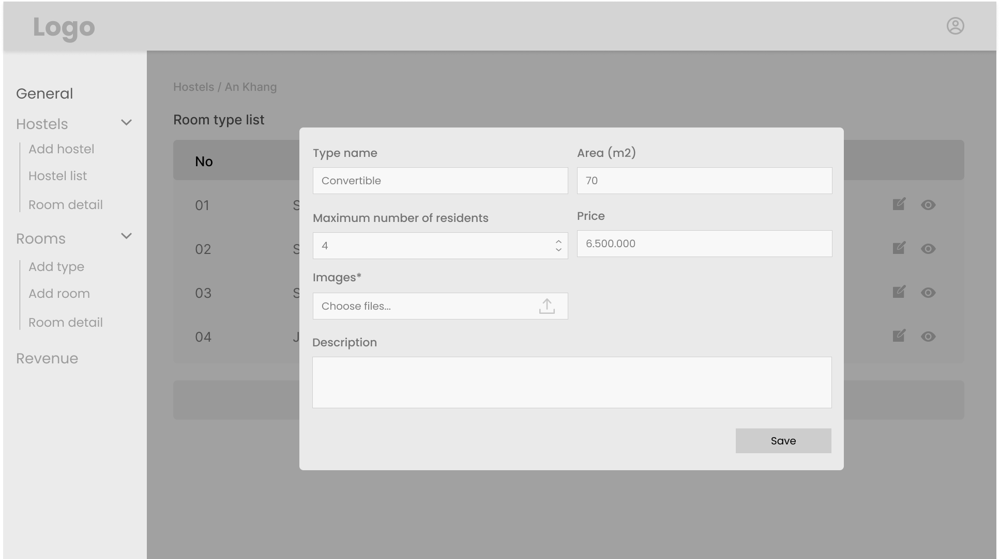 Logo
General
Hostels
Add hostel
Hostel list
Room detail
Rooms
Add type
Add room
Room detail
Revenue
Hostels / An Khang
Room type list
No
01
02
03
04
Type name
Convertible
Area (m2)
70
Maximum number of residents
4
Price
6.500.000
Images*
Choose files...
Description
Save